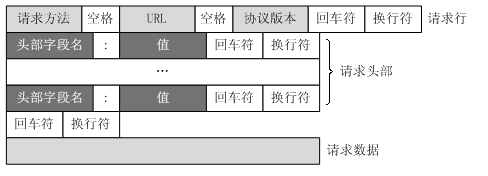 请求方法 空格 URL 空格 协议版本 回车符 换行符 请求行
头部字段名 : 值 回车符 换行符
...
请求头部
头部字段名 : 值 回车符 换行符
回车符 换行符
请求数据